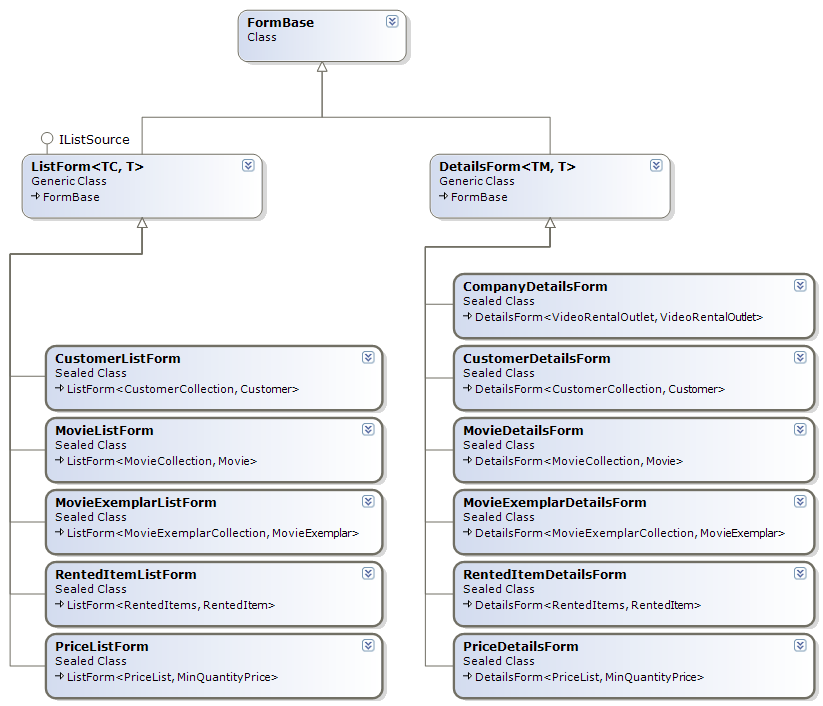 FormBase
Class
IListSource
ListForm<TC, T>
Generic Class
FormBase
DetailsForm<TM, T>
Generic Class
FormBase
CustomerListForm
Sealed Class
ListForm<CustomerCollection, Customer>
MovieListForm
Sealed Class
ListForm<MovieCollection, Movie>
MovieExemplarListForm
Sealed Class
ListForm<MovieExemplarCollection, MovieExemplar>
RentedItemListForm
Sealed Class
ListForm<RentedItems, RentedItem>
PriceListForm
Sealed Class
ListForm<PriceList, MinQuantityPrice>
CompanyDetailsForm
Sealed Class
DetailsForm<VideoRentalOutlet, VideoRentalOutlet>
CustomerDetailsForm
Sealed Class
DetailsForm<CustomerCollection, Customer>
MovieDetailsForm
Sealed Class
DetailsForm<MovieCollection, Movie>
MovieExemplarDetailsForm
Sealed Class
DetailsForm<MovieExemplarCollection, MovieExemplar>
RentedItemDetailsForm
Sealed Class
DetailsForm<RentedItems, RentedItem>
PriceDetailsForm
Sealed Class
DetailsForm<PriceList, MinQuantityPrice>